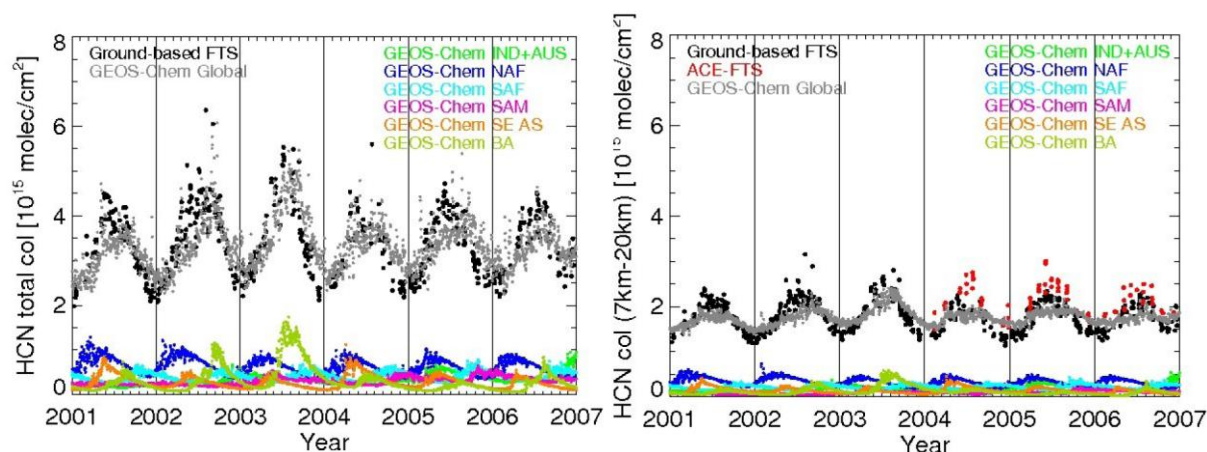 8
Ground-based FTS
GEOS-Chem Global
GEOS-Chem IND+AUS
GEOS-Chem NAF
GEOS-Chem SAF
GEOS-Chem SAM
GEOS-Chem SE AS
GEOS-Chem BA
6
4
2
0
HCN total col [10¹⁵ molec/cm²]
2001 2002 2003 2004 2005 2006 2007
Year
8
Ground-based FTS
ACE-FTS
GEOS-Chem Global
GEOS-Chem IND+AUS
GEOS-Chem NAF
GEOS-Chem SAF
GEOS-Chem SAM
GEOS-Chem SE AS
GEOS-Chem BA
6
4
2
0
HCN col (7km-20km) [10¹⁵ molec/cm²]
2001 2002 2003 2004 2005 2006 2007
Year